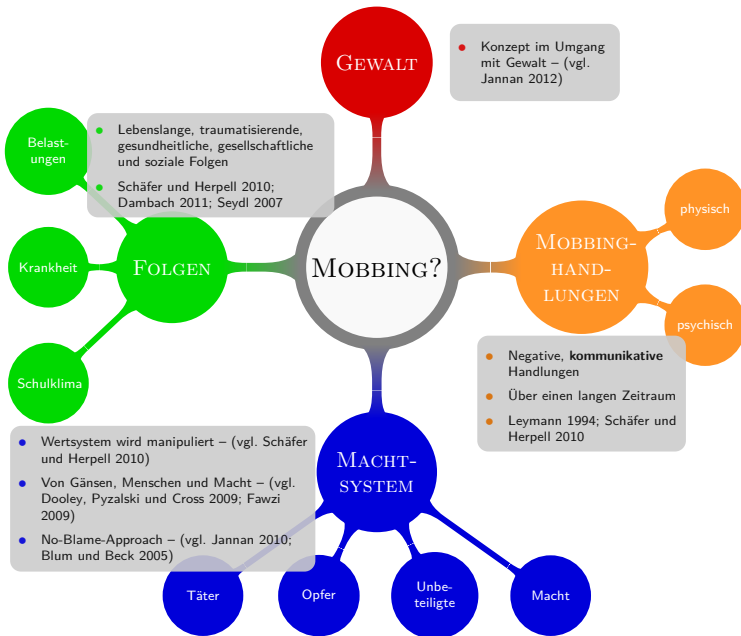 GEWALT
Konzept im Umgang
mit Gewalt – (vgl.
Jannan 2012)
Belast-
ungen
Lebenslange, traumatisierende,
gesundheitliche, gesellschaftliche
und soziale Folgen
Schäfer und Herpell 2010;
Dambach 2011; Seydl 2007
Krankheit
FOLGEN
Schulklima
MOBBING?
MOBBING-
HAND-
LUNGEN
physisch
psychisch
Negative, kommunikative
Handlungen
Über einen langen Zeitraum
Leymann 1994; Schäfer und
Herpell 2010
Wertsystem wird manipuliert – (vgl. Schäfer
und Herpell 2010)
Von Gänsen, Menschen und Macht – (vgl.
Dooley, Pyzalski und Cross 2009; Fawzi
2009)
No-Blame-Approach – (vgl. Jannan 2010;
Blum und Beck 2005)
MACHT-
SYSTEM
Täter
Opfer
Unbe-
teiligte
Macht